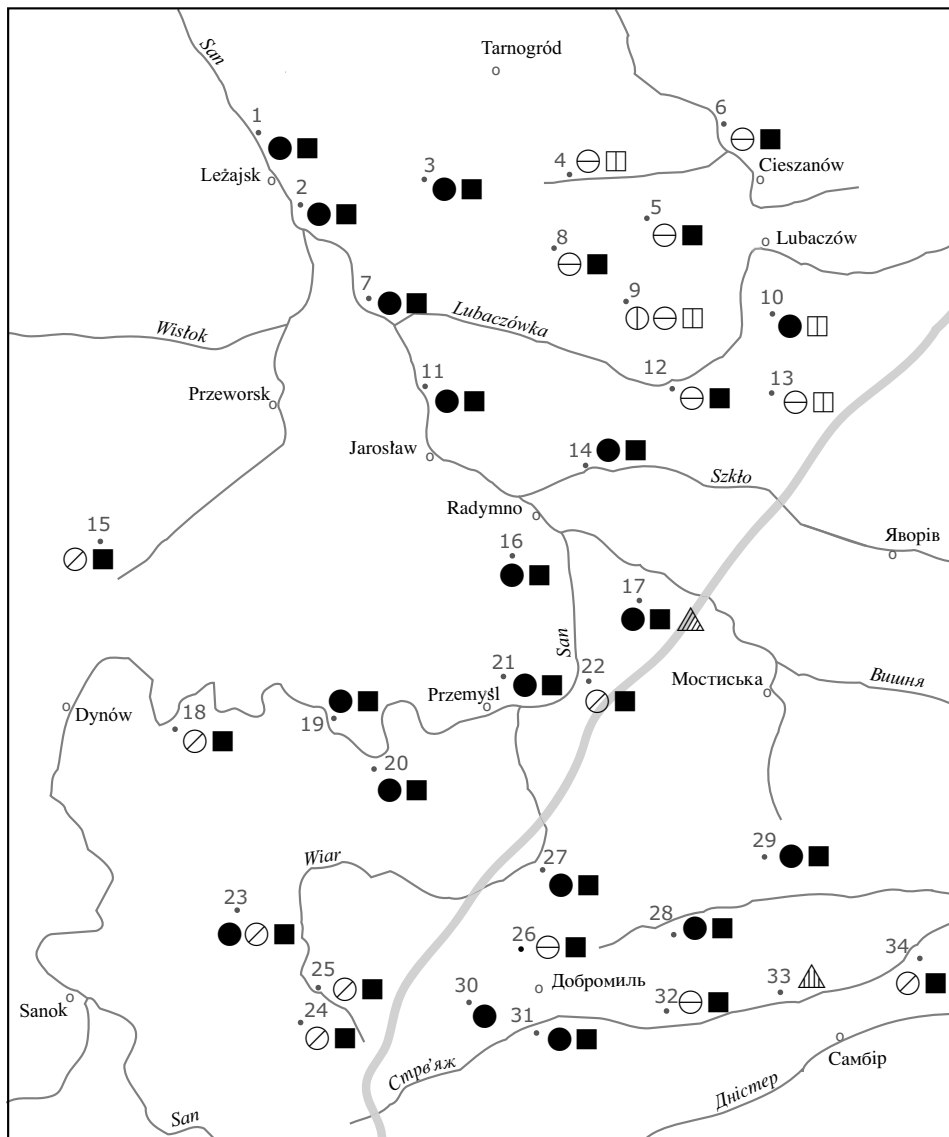 San
Tarnogród
1
6
3
4
Cieszanów
Leżajsk
2
5
8
Lubaczów
7
9
10
Lubaczówka
Wisłok
11
12
13
Przeworsk
Jarosław
14
Szkło
Radymno
15
16
Яворів
17
San
21
22
Мостиська
Вишня
Przemyśl
Dynów
18
19
20
29
Wiar
27
23
28
26
34
25
Добромиль
33
Sanok
30
32
24
31
Самбір
Стрв'яж
Дністер
San